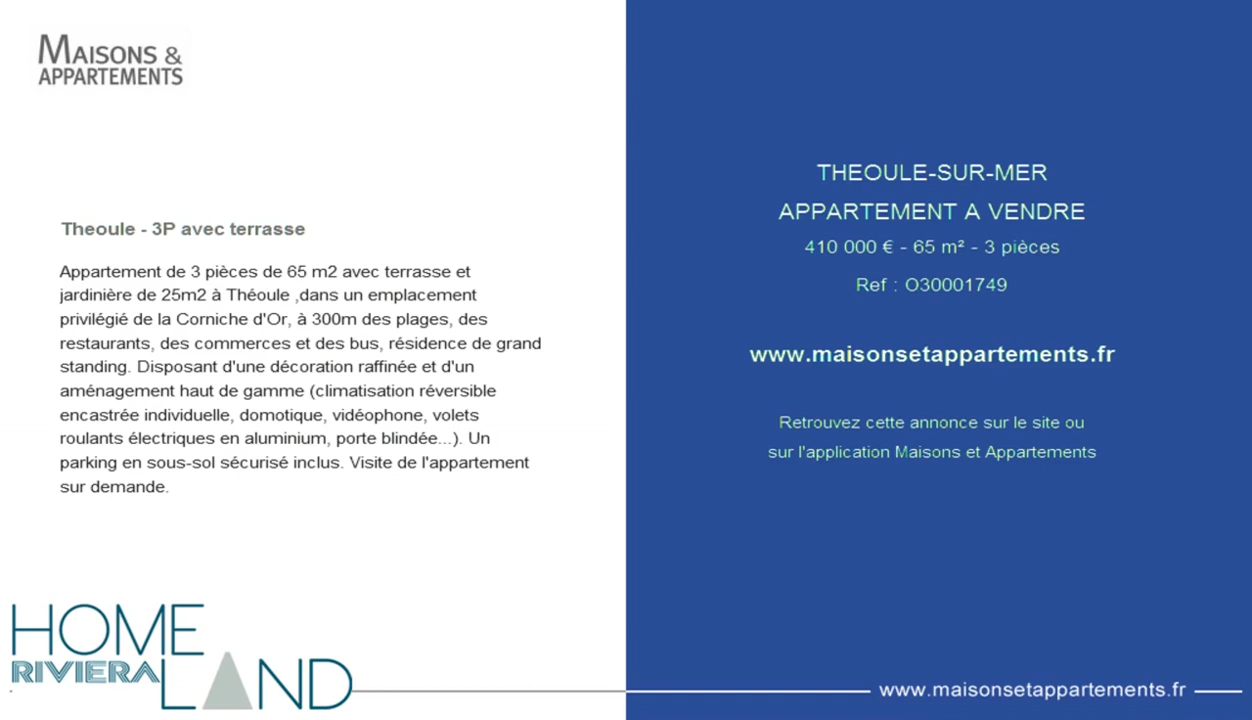 MAISONS &
APPARTEMENTS
Theoule - 3P avec terrasse
Appartement de 3 pièces de 65 m2 avec terrasse et
jardinière de 25m2 à Théoule ,dans un emplacement
privilégié de la Corniche d'Or, à 300m des plages, des
restaurants, des commerces et des bus, résidence de grand
standing. Disposant d'une décoration raffinée et d'un
aménagement haut de gamme (climatisation réversible
encastrée individuelle, domotique, vidéophone, volets
roulants électriques en aluminium, porte blindée...). Un
parking en sous-sol sécurisé inclus. Visite de l'appartement
sur demande.
HOME
RIVIERA LAND
THEOULE-SUR-MER
APPARTEMENT A VENDRE
410 000 € - 65 m² - 3 pièces
Ref : O30001749
www.maisonsetappartements.fr
Retrouvez cette annonce sur le site ou
sur l'application Maisons et Appartements
www.maisonsetappartements.fr